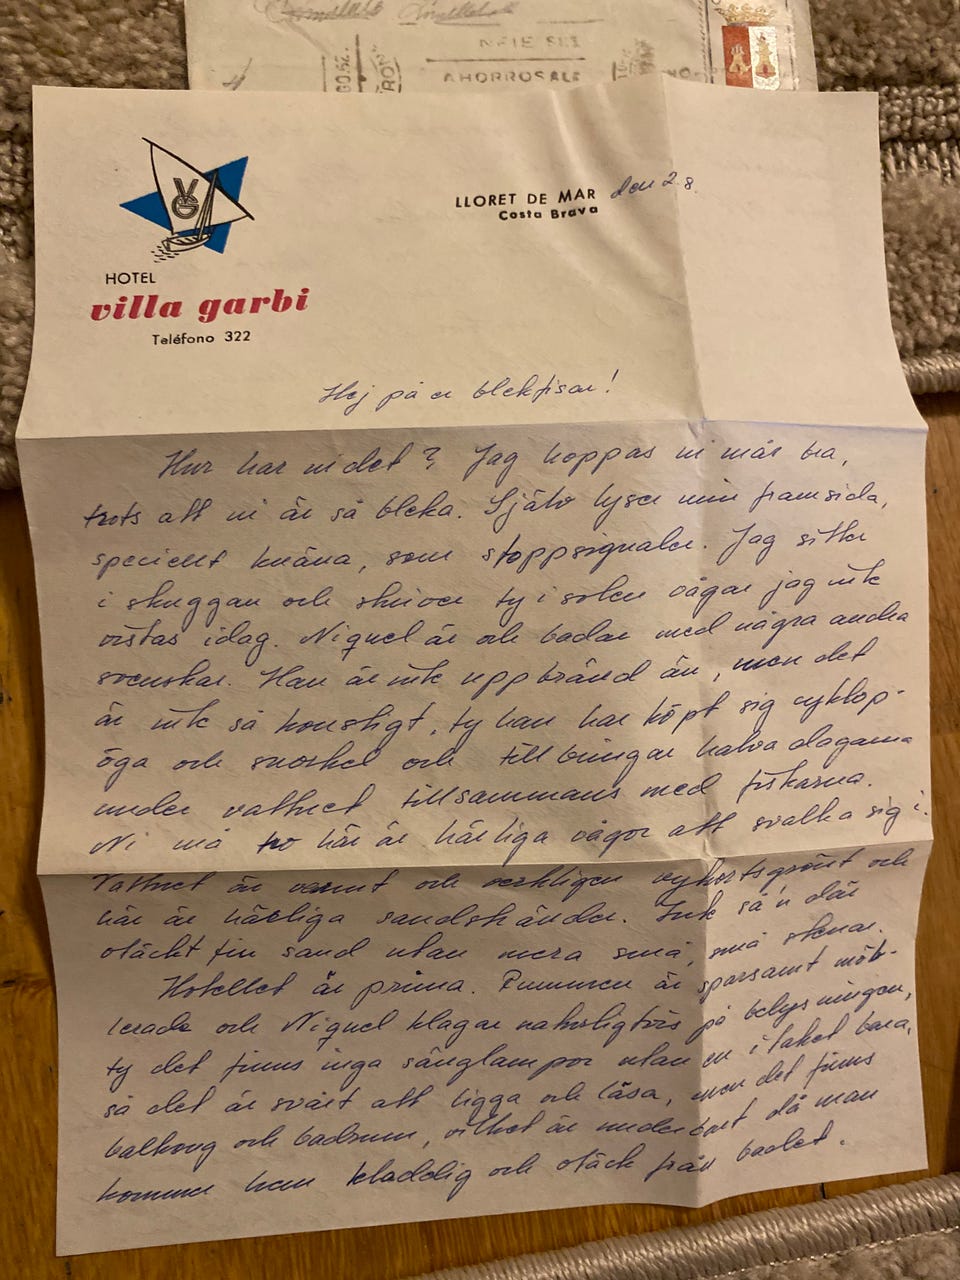 AHORROS ALE
VG
LLORET DE MAR den 2.8.
Costa Brava
HOTEL
villa garbi
Teléfono 322
Hej på er blekfisar!
Hur har ni det? Jag hoppas ni mår bra,
trots att ni är så bleka. Själv lyser min framsida,
speciellt knäna, som stoppsignaler. Jag sitter
i skuggan och skriver ty i solen vågar jag inte
vistas idag. Niquel är och badar med några andra
svenskar. Han är inte uppbränd än, men det
är inte så konstigt, ty han har köpt sig cyklop-
öga och snorkel och tillbringar halva dagarna
under vattnet tillsammans med fiskarna.
Ni må tro här är härliga vågor att svalka sig i.
Vattnet är varmt och verkligen vykortsgrönt och
här är härliga sandstränder. Inte så'n där
otäckt fin sand utan mera små, små stenar.
Hotellet är prima. Rummen är sparsamt möb-
lerade och Niquel klagar naturligtvis på belysningen,
ty det finns inga sänglampor utan en i taket bara,
så det är svårt att ligga och läsa, men det finns
balkong och badrum, vilket är underbart då man
kommer hem kladdig och otäck från badet.